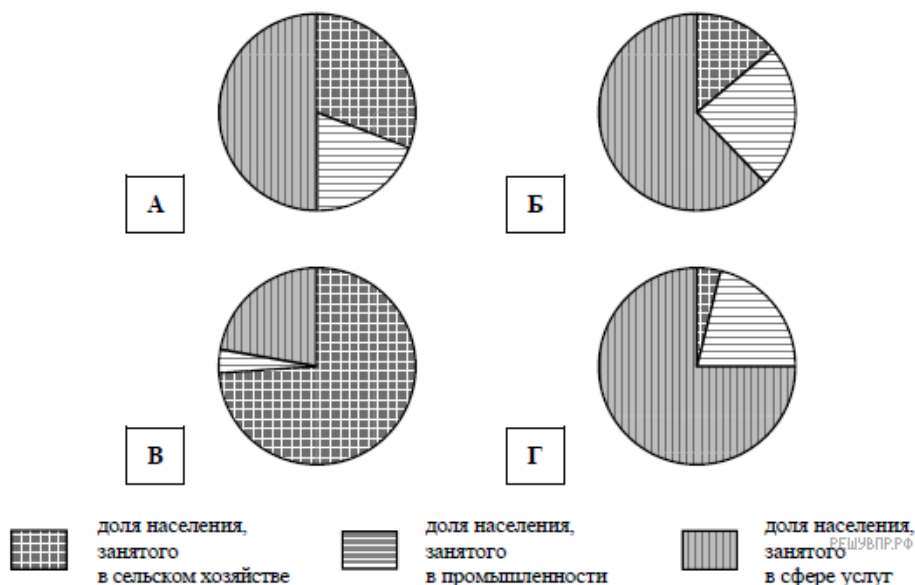 А
Б
В
Г
доля населения,
занятого
в сельском хозяйстве
доля населения,
занятого
в промышленности
доля населения,
занятого
в сфере услуг
РЕШУВПР.РФ